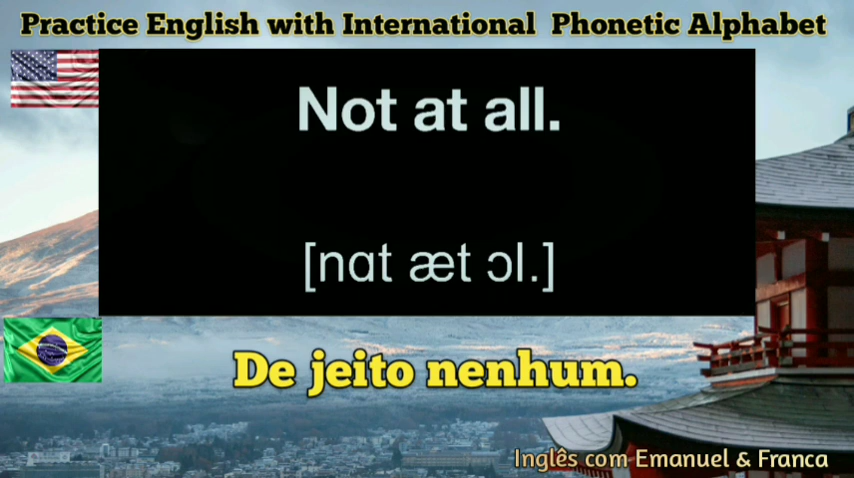 Practice English with International Phonetic Alphabet
Not at all.
[nɑt æt ɔl.]
De jeito nenhum.
Inglês com Emanuel & Franca